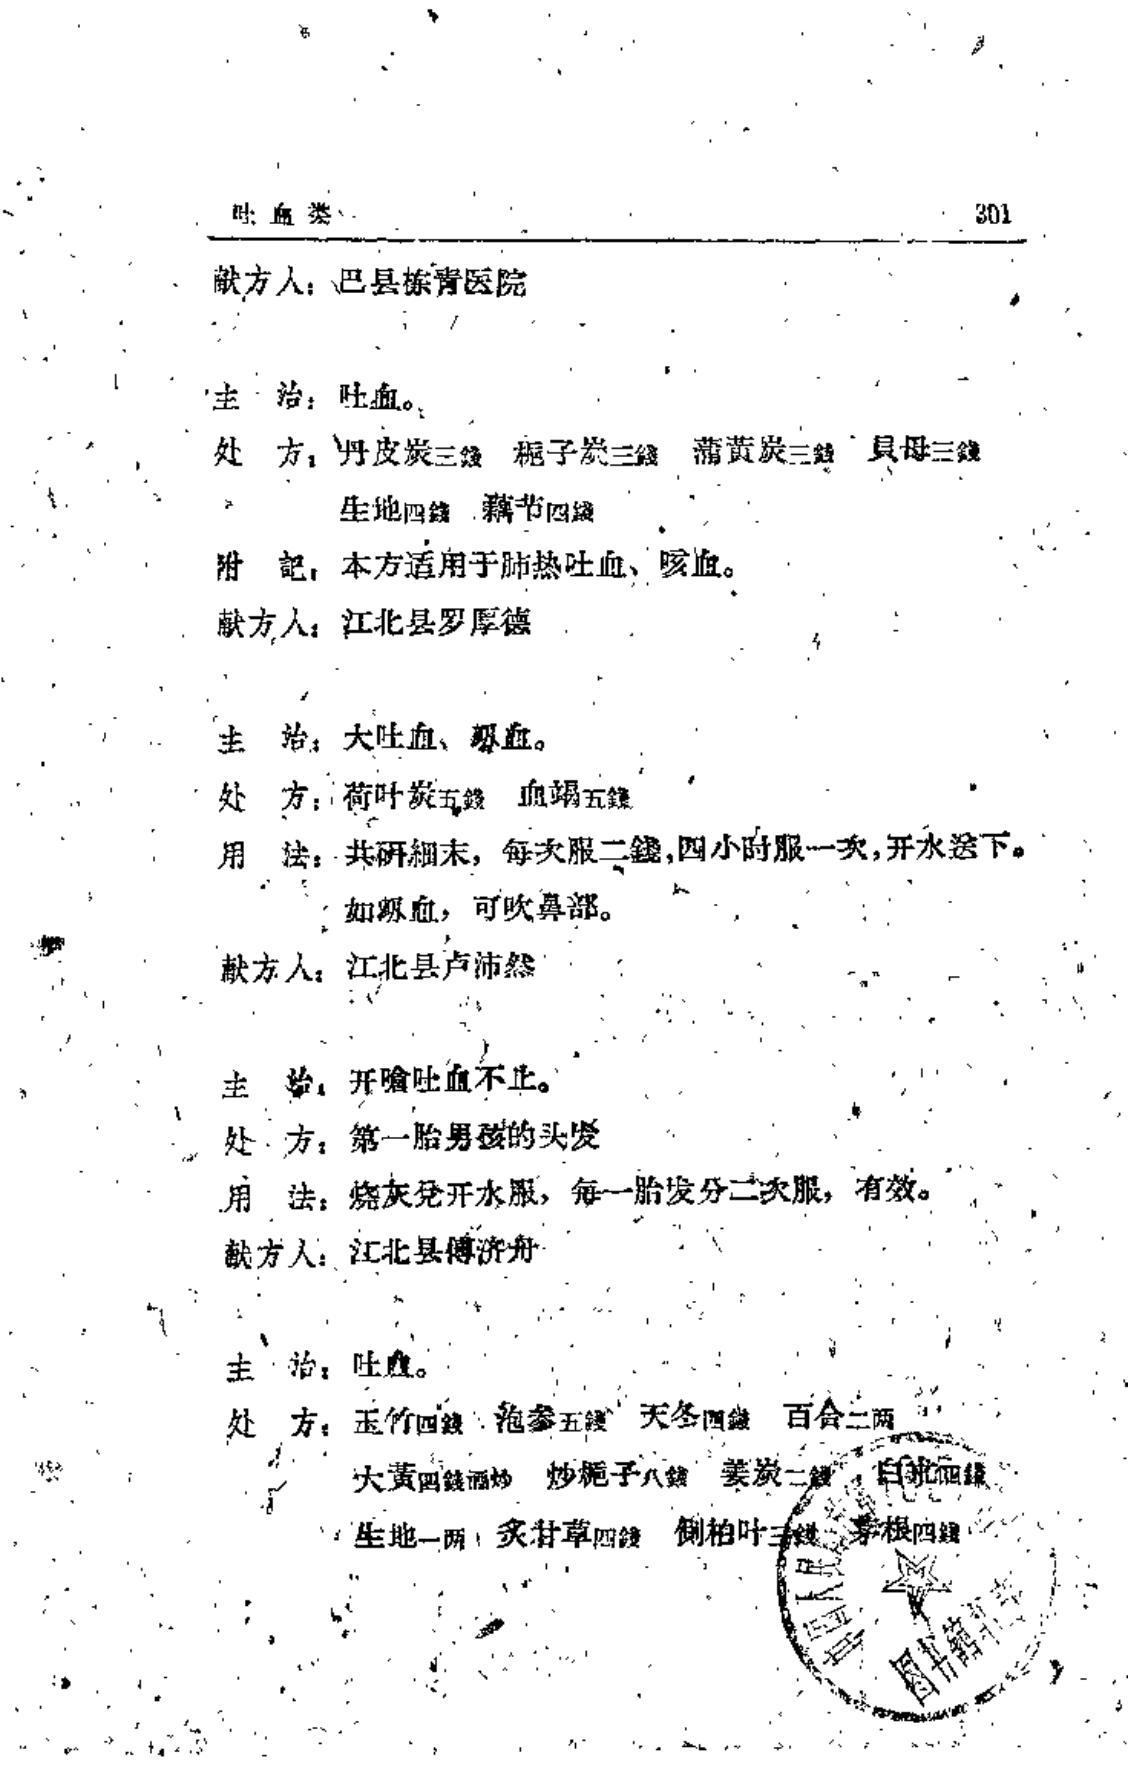 吐血类 301
献方人：巴县栋青医院
主　治：吐血。
处　方：丹皮炭三錢　梔子炭三錢　蒲黄炭三錢　貝母三錢
生地四錢　藕节四錢
附　記：本方适用于肺热吐血、咳血。
献方人：江北县罗厚德
主　治：大吐血、衂血。
处　方：荷叶炭五錢　血竭五錢
用　法：共研細末，每次服二錢，四小时服一次，开水送下。
如衂血，可吹鼻部。
献方人：江北县卢沛然
主　治：开嗆吐血不止。
处　方：第一胎男孩的头发
用　法：烧灰兌开水服，每一胎发分二次服，有效。
献方人：江北县傅济舟
主　治：吐血。
处　方：玉竹四錢　泡参五錢　天冬四錢　百合二两
大黄四錢酒炒　炒梔子八錢　姜炭二錢　白芍四錢
生地一两　炙甘草四錢　侧柏叶三錢　茅根四錢